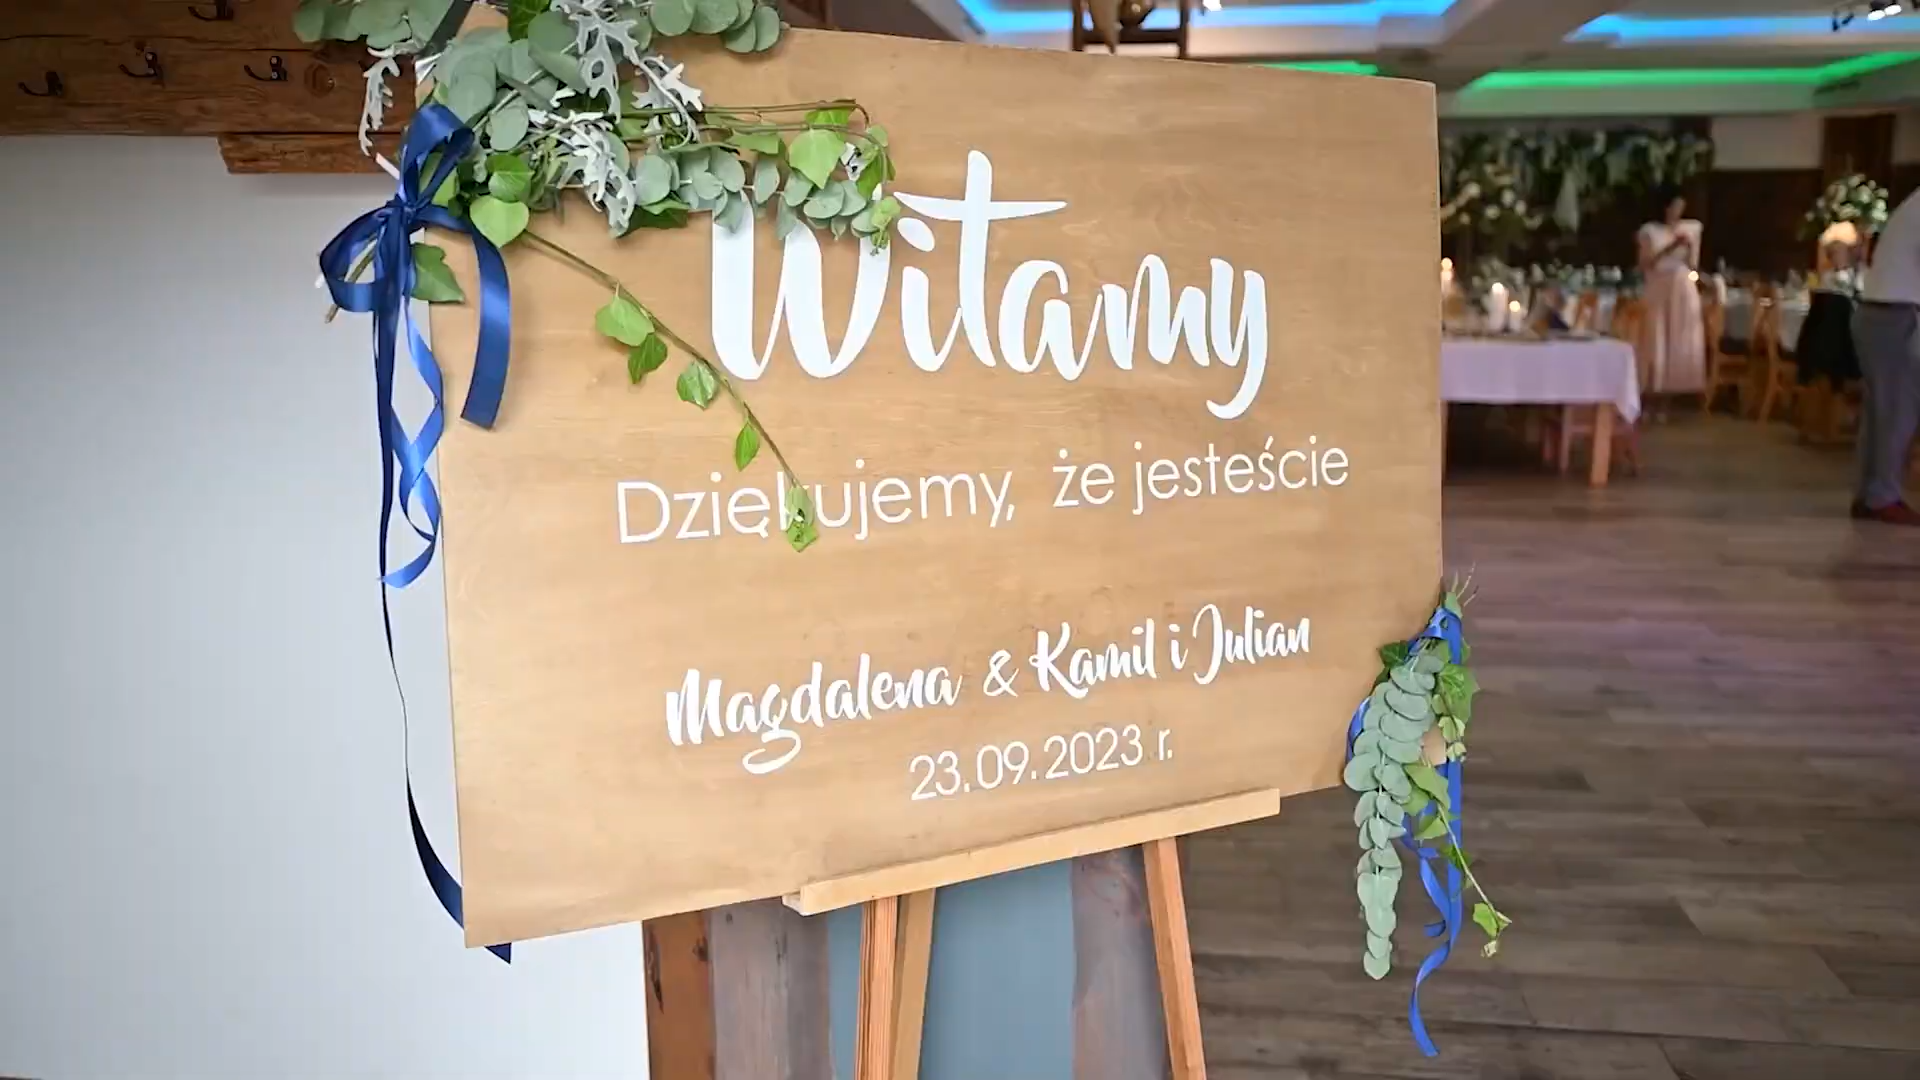 Witamy
Dziękujemy, że jesteście
Magdalena & Kamil i Julian
23.09.2023 r.